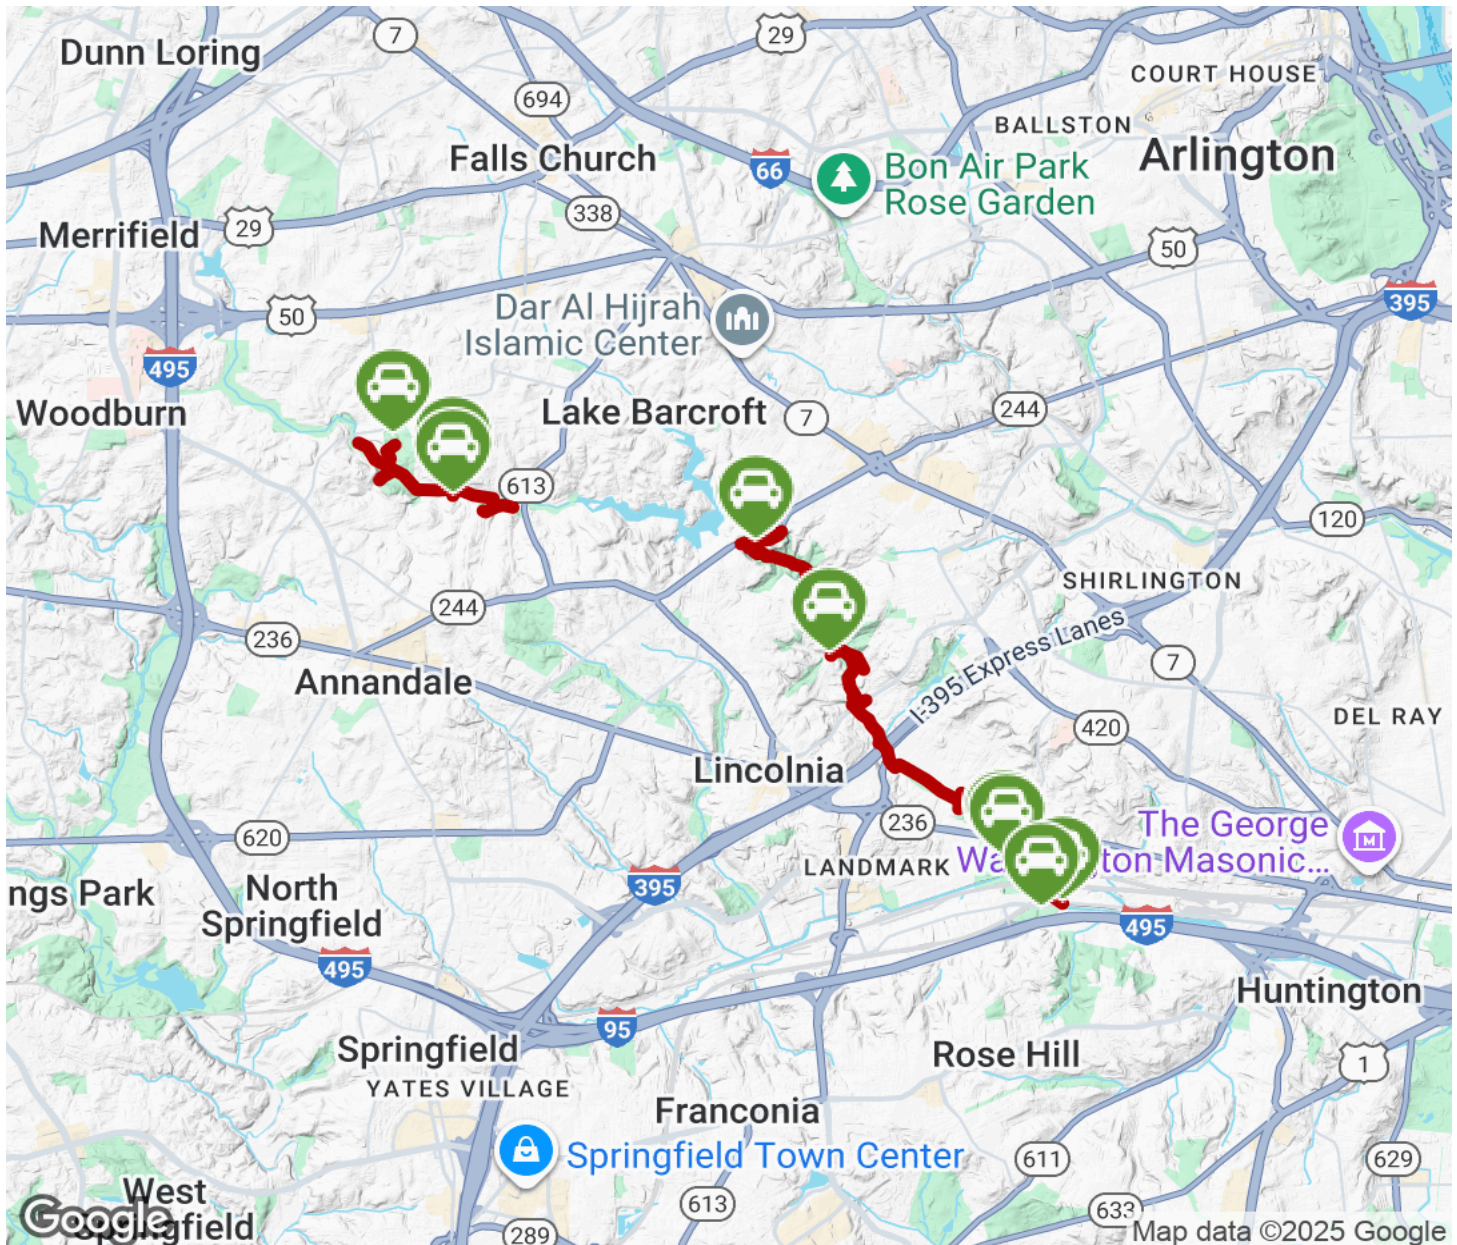 7
29
Dunn Loring
COURT HOUSE
694
BALLSTON
Arlington
Falls Church
66
Bon Air Park
Rose Garden
338
29
Merrifield
50
395
50
Dar Al Hijrah
Islamic Center
495
Woodburn
Lake Barcroft
7
244
613
120
SHIRLINGTON
244
236
I-395 Express Lanes
7
Annandale
DEL RAY
420
Lincolnia
236
The George
Wa ton Masonic...
620
LANDMARK
395
ngs Park
North
Springfield
495
495
Huntington
95
Springfield
Rose Hill
1
YATES VILLAGE
Franconia
Springfield Town Center
611
629
West
Springfield
613
633
289
Google
Map data ©2025 Google